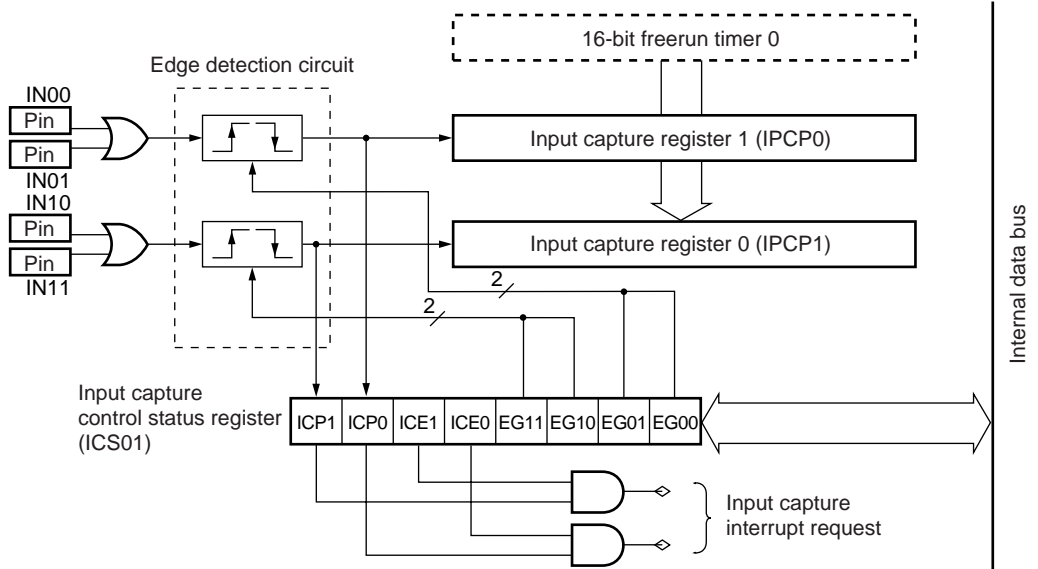 16-bit freerun timer 0
Edge detection circuit
IN00
Pin
Pin
IN01
Input capture register 1 (IPCP0)
IN10
Pin
Pin
IN11
Input capture register 0 (IPCP1)
2
2
Internal data bus
Input capture
control status register
(ICS01)
ICP1 ICP0 ICE1 ICE0 EG11 EG10 EG01 EG00
Input capture
interrupt request